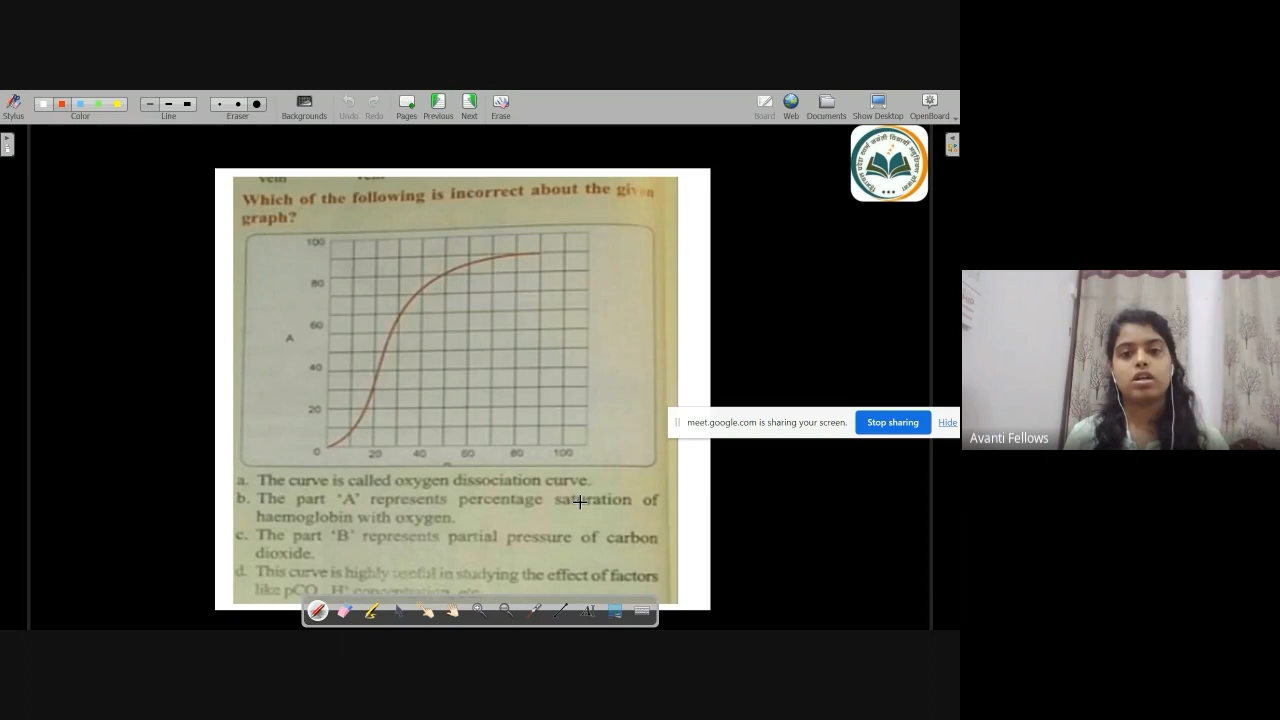 Stylus
Color
Line
Eraser
Backgrounds
Undo
Redo
Pages
Previous
Next
Erase
Board
Web
Documents
Show Desktop
OpenBoard
Which of the following is incorrect about the given
graph?
100
80
60
A
40
20
0
20 40 60 80 100
a. The curve is called oxygen dissociation curve.
b. The part 'A' represents percentage saturation of
haemoglobin with oxygen.
c. The part 'B' represents partial pressure of carbon
dioxide.
d. This curve is highly useful in studying the effect of factors
like pCO H⁺ concentration, etc.
meet.google.com is sharing your screen.
Stop sharing
Hide
Avanti Fellows